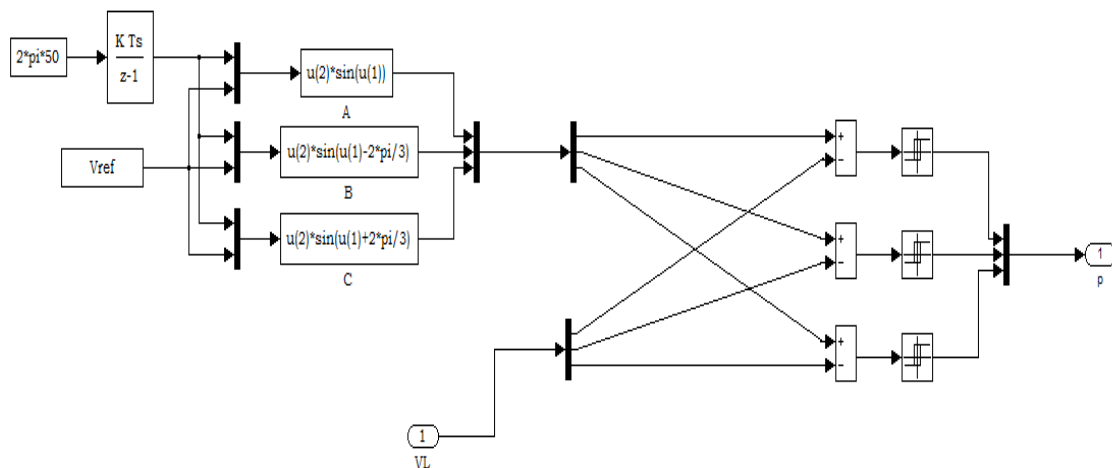 2*pi*50
K Ts
z-1
u(2)*sin(u(1))
A
Vref
u(2)*sin(u(1)-2*pi/3)
B
u(2)*sin(u(1)+2*pi/3)
C
+
−
+
−
+
−
1
p
1
VL